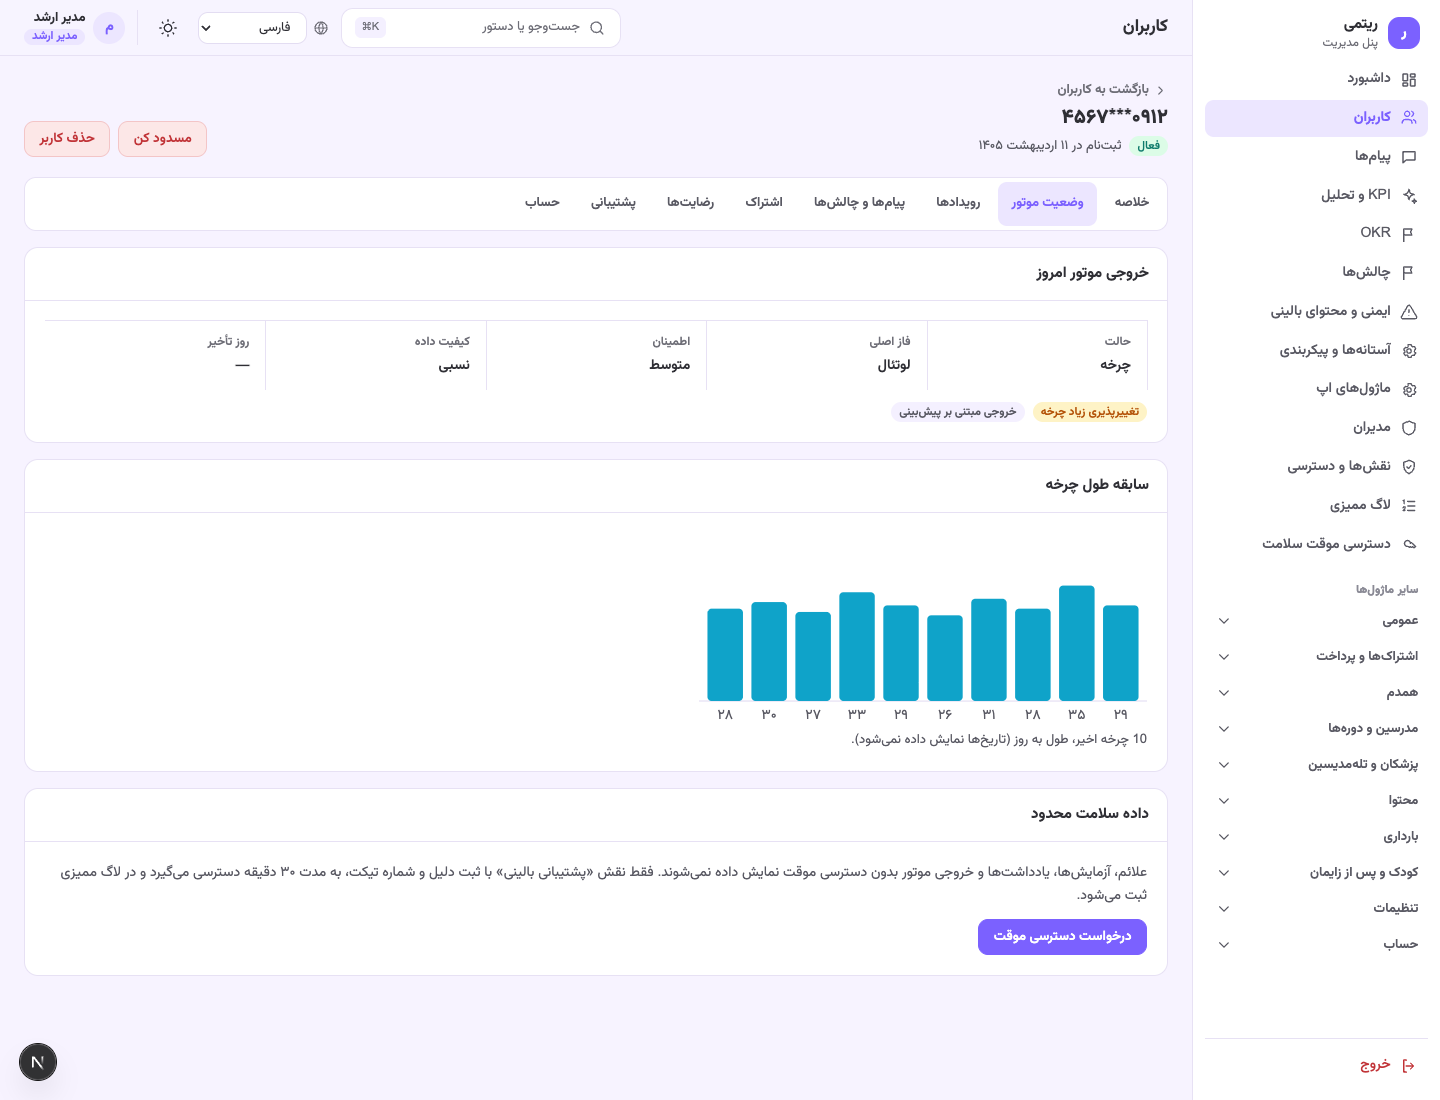 ر
ریتمی
پنل مدیریت
داشبورد
کاربران
پیام‌ها
KPI و تحلیل
OKR
چالش‌ها
ایمنی و محتوای بالینی
آستانه‌ها و پیکربندی
ماژول‌های اپ
مدیران
نقش‌ها و دسترسی
لاگ ممیزی
دسترسی موقت سلامت
سایر ماژول‌ها
عمومی
اشتراک‌ها و پرداخت
همدم
مدرسین و دوره‌ها
پزشکان و تله‌مدیسین
محتوا
بارداری
کودک و پس از زایمان
تنظیمات
حساب
خروج
کاربران
جست‌وجو یا دستور
⌘K
فارسی
م
مدیر ارشد
مدیر ارشد
بازگشت به کاربران
۰۹۱۲***۴۵۶۷
فعال ثبت‌نام در ۱۱ اردیبهشت ۱۴۰۵
مسدود کن
حذف کاربر
خلاصه
وضعیت موتور
رویدادها
پیام‌ها و چالش‌ها
اشتراک
رضایت‌ها
پشتیبانی
حساب
خروجی موتور امروز
حالت
چرخه
فاز اصلی
لوتئال
اطمینان
متوسط
کیفیت داده
نسبی
روز تأخیر
—
تغییرپذیری زیاد چرخه
خروجی مبتنی بر پیش‌بینی
سابقه طول چرخه
۲۹
۳۵
۲۸
۳۱
۲۶
۲۹
۳۳
۲۷
۳۰
۲۸
10 چرخه اخیر، طول به روز (تاریخ‌ها نمایش داده نمی‌شود).
داده سلامت محدود
علائم، آزمایش‌ها، یادداشت‌ها و خروجی موتور بدون دسترسی موقت نمایش داده نمی‌شوند. فقط نقش «پشتیبانی بالینی» با ثبت دلیل و شماره تیکت، به مدت ۳۰ دقیقه دسترسی می‌گیرد و در لاگ ممیزی
ثبت می‌شود.
درخواست دسترسی موقت
N